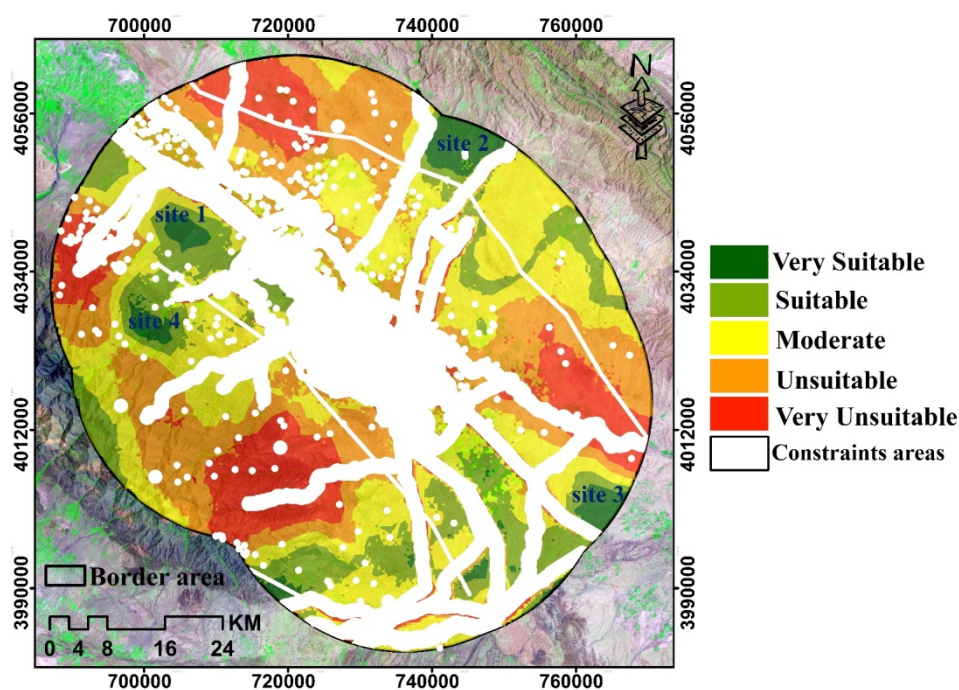 700000 720000 740000 760000
N
4056000 4056000
site 2
site 1
4034000 4034000
site 4
Very Suitable
Suitable
Moderate
Unsuitable
Very Unsuitable
Constraints areas
4012000 4012000
site 3
3990000 3990000
Border area
KM
0 4 8 16 24
700000 720000 740000 760000